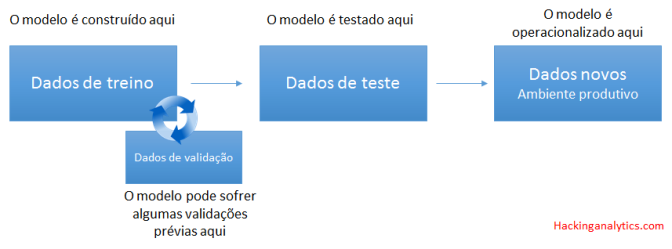 O modelo é construído aqui
O modelo é testado aqui
O modelo é
operacionalizado aqui
Dados de treino
Dados de teste
Dados novos
Ambiente produtivo
Dados de validação
O modelo pode sofrer
algumas validações
prévias aqui
Hackinganalytics.com